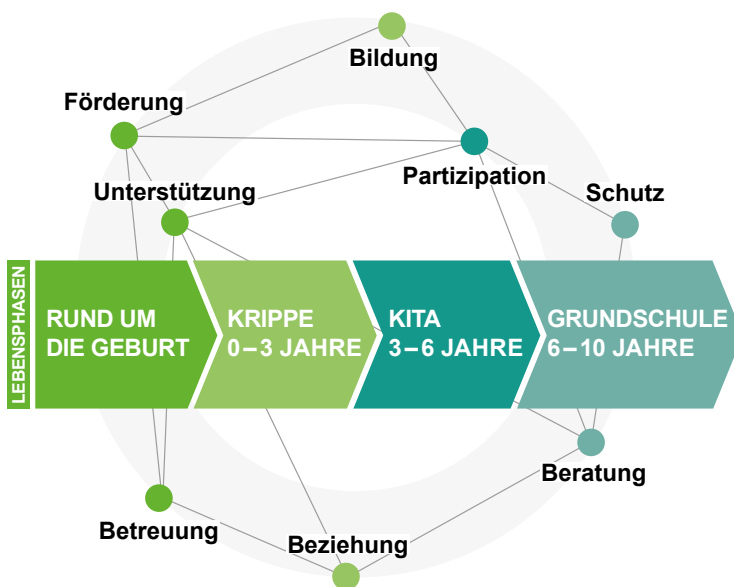 Bildung
Förderung
Partizipation
Unterstützung
Schutz
LEBENSPHASEN
RUND UM
DIE GEBURT
KRIPPE
0–3 JAHRE
KITA
3–6 JAHRE
GRUNDSCHULE
6–10 JAHRE
Beratung
Betreuung
Beziehung